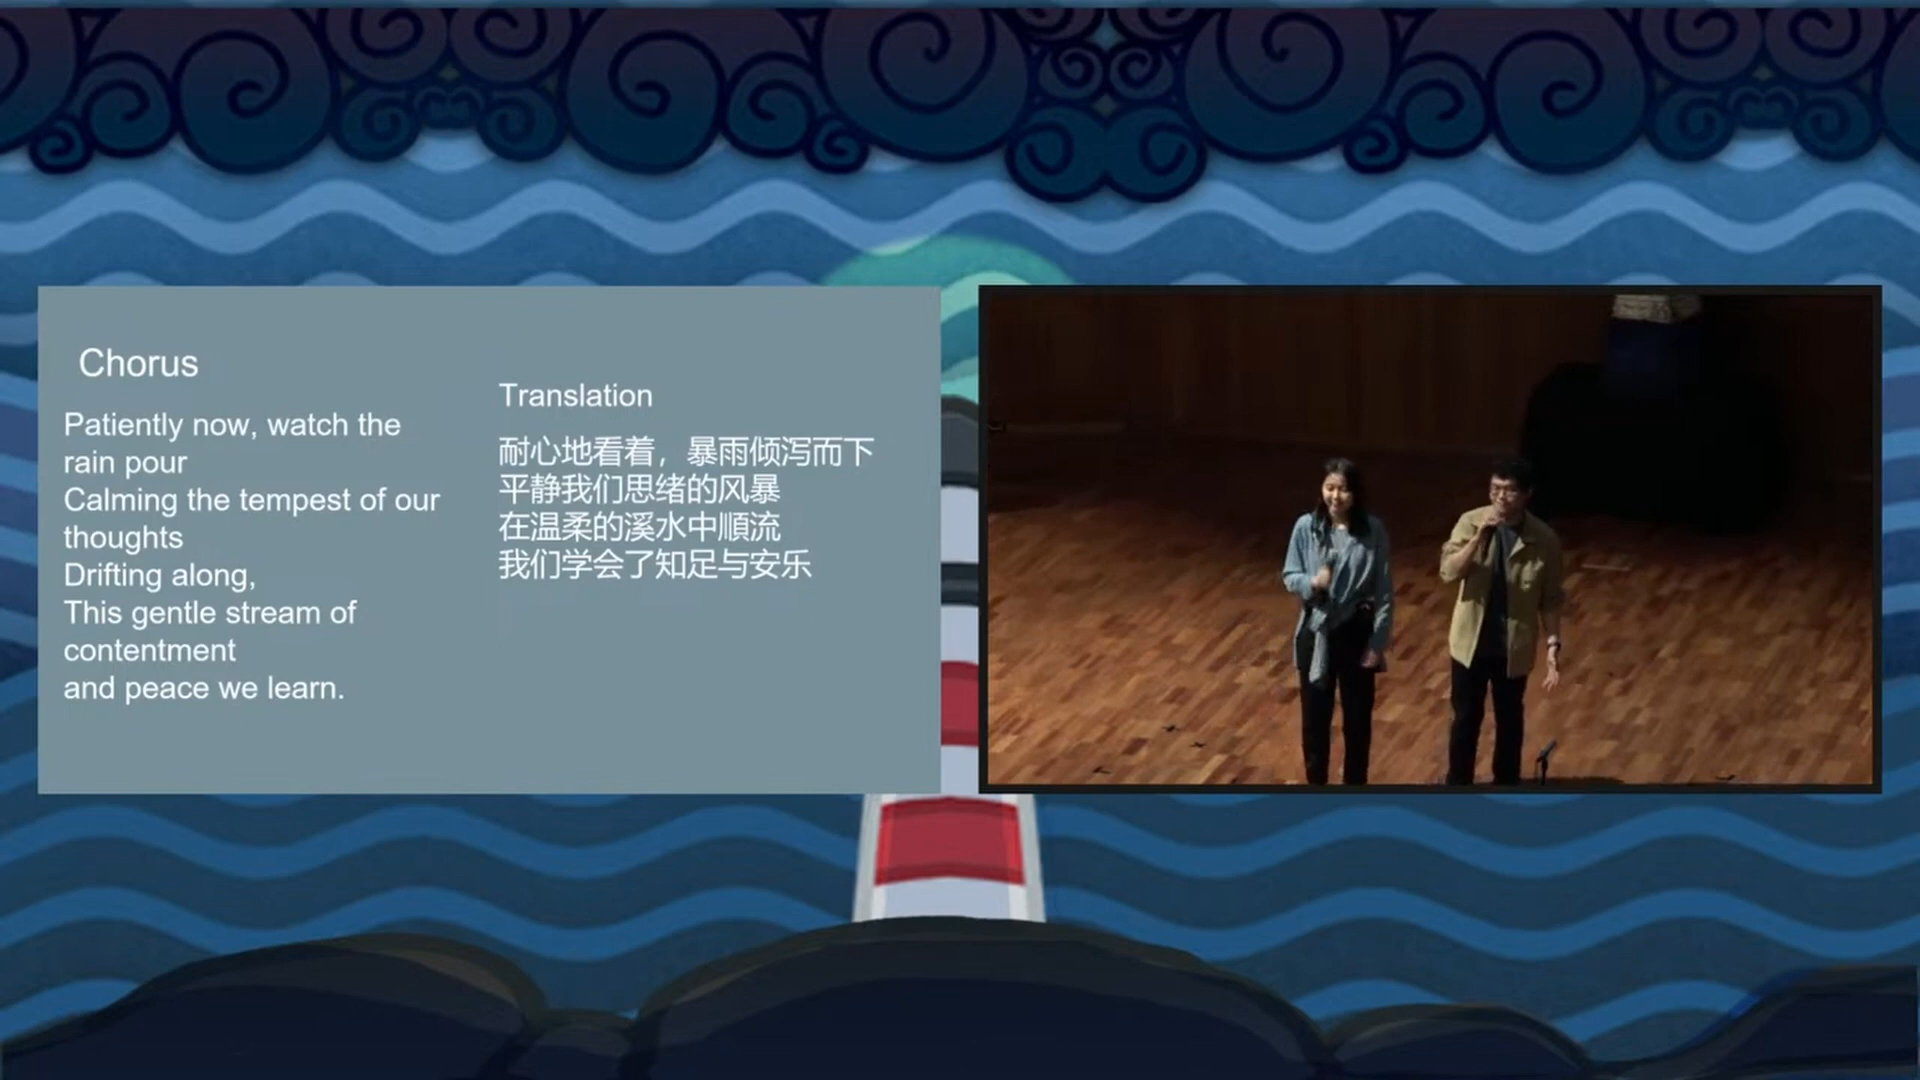 Chorus
Patiently now, watch the
rain pour
Calming the tempest of our
thoughts
Drifting along,
This gentle stream of
contentment
and peace we learn.
Translation
耐心地看着，暴雨倾泻而下
平静我们思绪的风暴
在温柔的溪水中順流
我们学会了知足与安乐